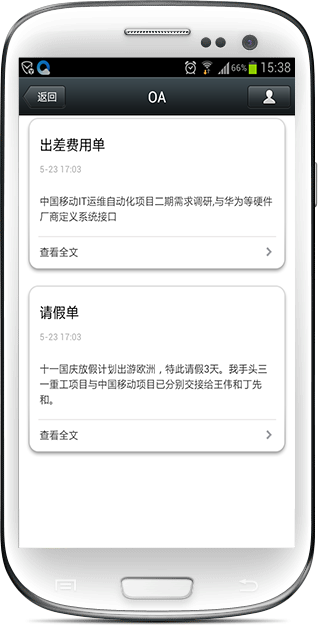 66% 15:38
返回 OA
出差费用单
5-23 17:03
中国移动IT运维自动化项目二期需求调研,与华为等硬件
厂商定义系统接口
查看全文
请假单
5-23 17:03
十一国庆放假计划出游欧洲，特此请假3天。我手头三
一重工项目与中国移动项目已分别交接给王伟和丁先
和。
查看全文